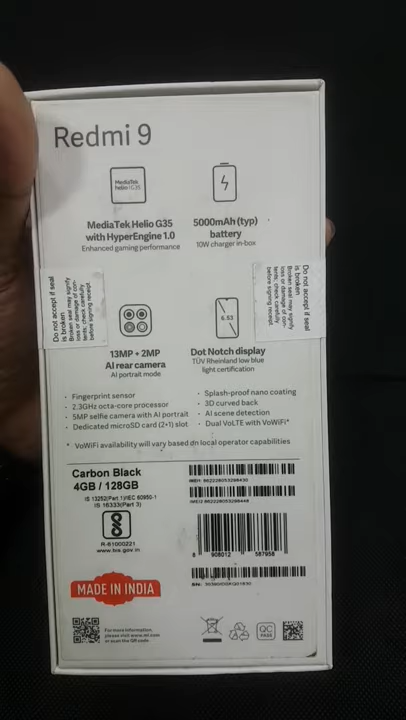 Redmi 9
MediaTek
helio G35
MediaTek Helio G35
with HyperEngine 1.0
Enhanced gaming performance
5000mAh (typ)
battery
10W charger in-box
Do not accept if seal
is broken
Broken seal may signify
loss or damage of con-
tents; check carefully
before signing receipt.
Do not accept if seal
is broken
Broken seal may signify
loss or damage of con-
tents; check carefully
before signing receipt.
6.53
13MP + 2MP
AI rear camera
AI portrait mode
Dot Notch display
TÜV Rheinland low blue
light certification
· Fingerprint sensor
· 2.3GHz octa-core processor
· 5MP selfie camera with AI portrait
· Dedicated microSD card (2+1) slot
· Splash-proof nano coating
· 3D curved back
· AI scene detection
· Dual VoLTE with VoWiFi*
* VoWiFi availability will vary based on local operator capabilities
Carbon Black
4GB / 128GB
IS 13252(Part 1)/IEC 60950-1
IS 16333(Part 3)
R-61000221
www.bis.gov.in
MADE IN INDIA
IMEI1: 862226053298430
IMEI2: 862226053298448
8 908012 587958
SN:
For more information,
please visit www.mi.com
or scan the QR code.
QC
PASS